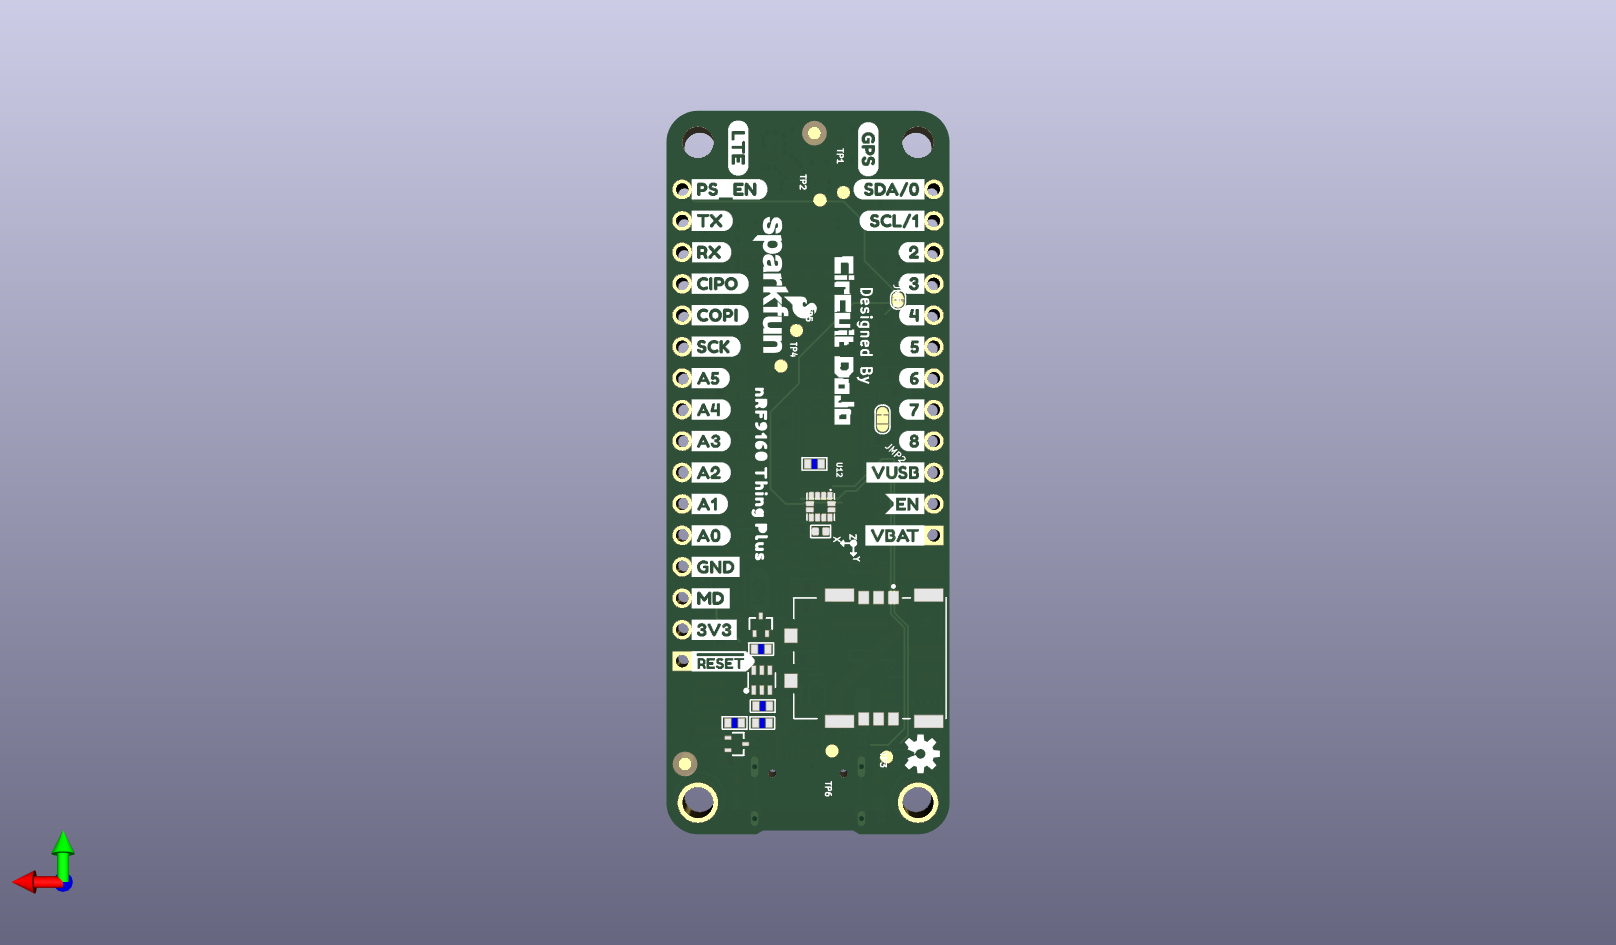 LTE
GPS
TP1
TP2
PS_EN
SDA/0
TX
SCL/1
RX
2
CIPO
3
COPI
4
SCK
5
A5
6
A4
7
A3
8
A2
VUSB
A1
EN
A0
VBAT
GND
MD
3V3
RESET
sparkfun
Circuit Dojo
Designed By
TP4
nRF9160 Thing Plus
JMP2
U12
X
Z
Y
TP6